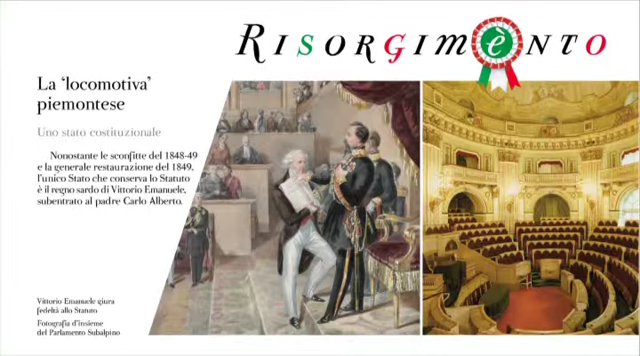 RISORGIMÈNTO
La ‘locomotiva’
piemontese
Uno stato costituzionale
Nonostante le sconfitte del 1848-49
e la generale restaurazione del 1849,
l'unico Stato che conserva lo Statuto
è il regno sardo di Vittorio Emanuele,
subentrato al padre Carlo Alberto.
Vittorio Emanuele giura
fedeltà allo Statuto
Fotografia d'insieme
del Parlamento Subalpino